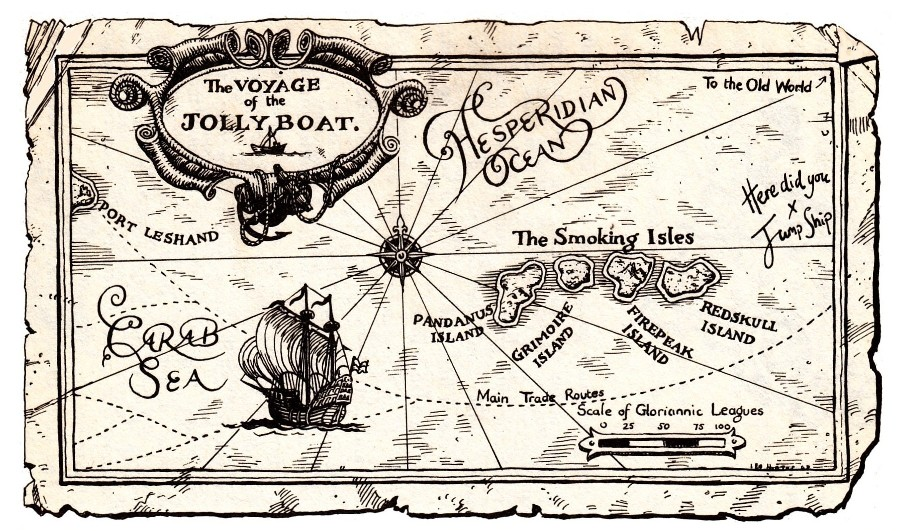 The VOYAGE
of the
JOLLY BOAT.
HESPERIDIAN
OCEAN
To the Old World
Here did you
x
Jump Ship
PORT LESHAND
The Smoking Isles
PANDANUS
ISLAND
GRIMOIRE
ISLAND
FIREPEAK
ISLAND
REDSKULL
ISLAND
CARAB
SEA
Main Trade Routes
Scale of Gloriannic Leagues
0 25 50 75 100